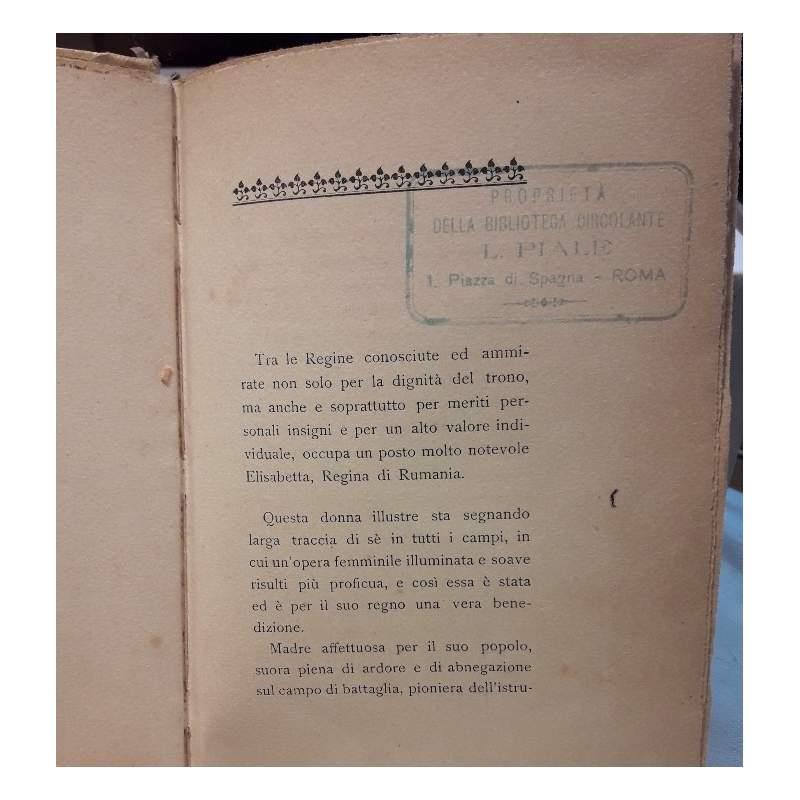 PROPRIETÀ
DELLA BIBLIOTECA CIRCOLANTE
L. PIALE
1. Piazza di Spagna - ROMA
Tra le Regine conosciute ed ammi-
rate non solo per la dignità del trono,
ma anche e soprattutto per meriti per-
sonali insigni e per un alto valore indi-
viduale, occupa un posto molto notevole
Elisabetta, Regina di Rumania.
Questa donna illustre sta segnando
larga traccia di sè in tutti i campi, in
cui un'opera femminile illuminata e soave
risulti più proficua, e così essa è stata
ed è per il suo regno una vera bene-
dizione.
Madre affettuosa per il suo popolo,
suora piena di ardore e di abnegazione
sul campo di battaglia, pioniera dell'istru-